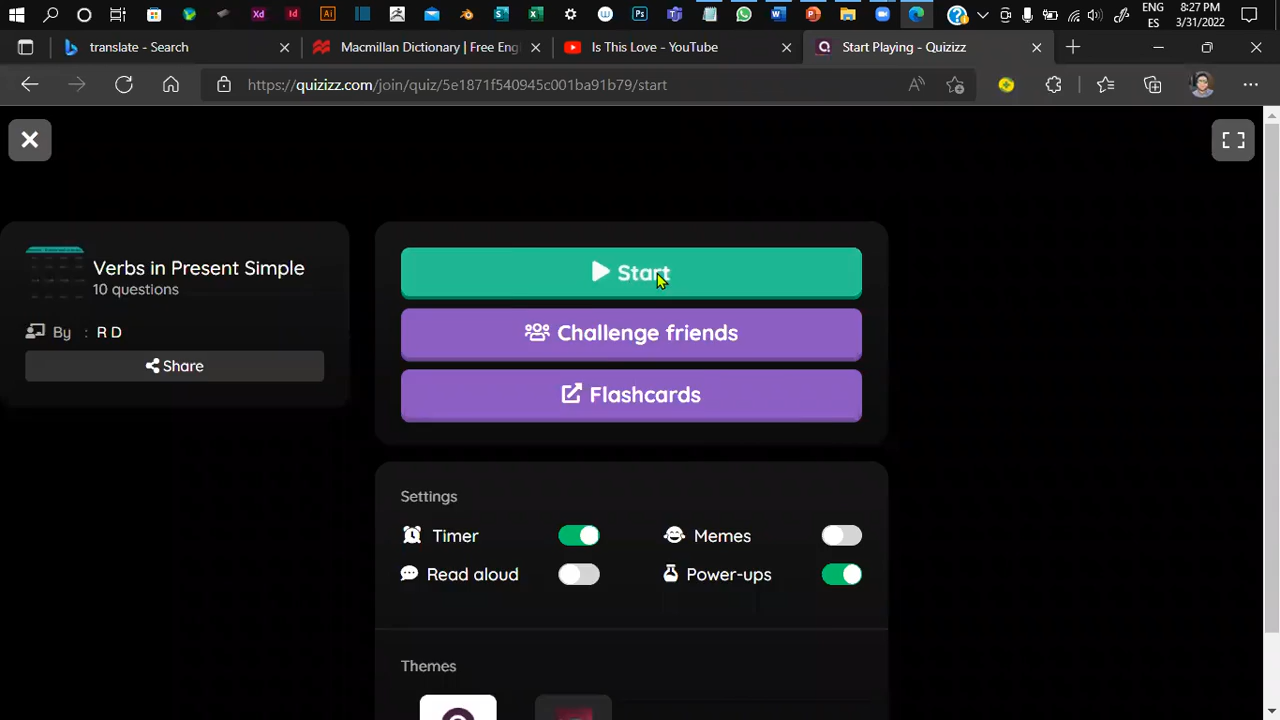 8:27 PM
ENG
ES
3/31/2022
translate - Search
Macmillan Dictionary | Free Eng
Is This Love - YouTube
Start Playing - Quizizz
https://quizizz.com/join/quiz/5e1871f540945c001ba91b79/start
Start
Verbs in Present Simple
10 questions
By : R D
Share
Challenge friends
Flashcards
Settings
Timer
Memes
Read aloud
Power-ups
Themes